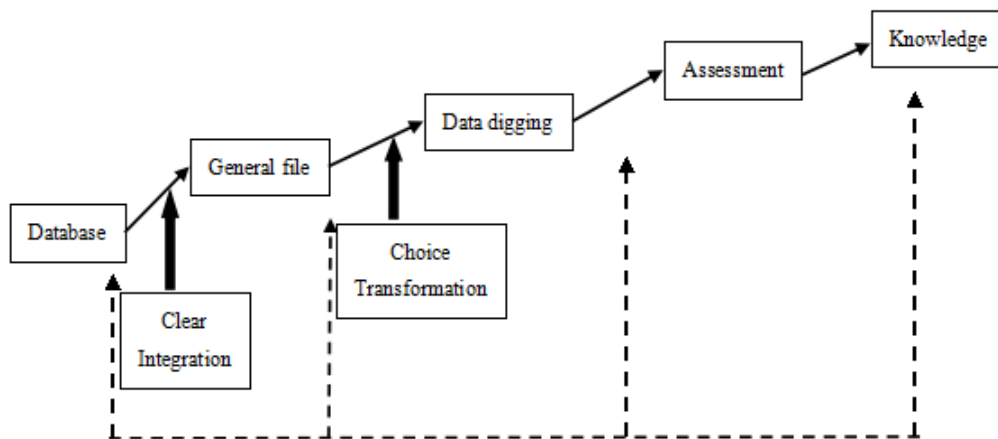 Knowledge
Assessment
Data digging
General file
Database
Choice
Transformation
Clear
Integration